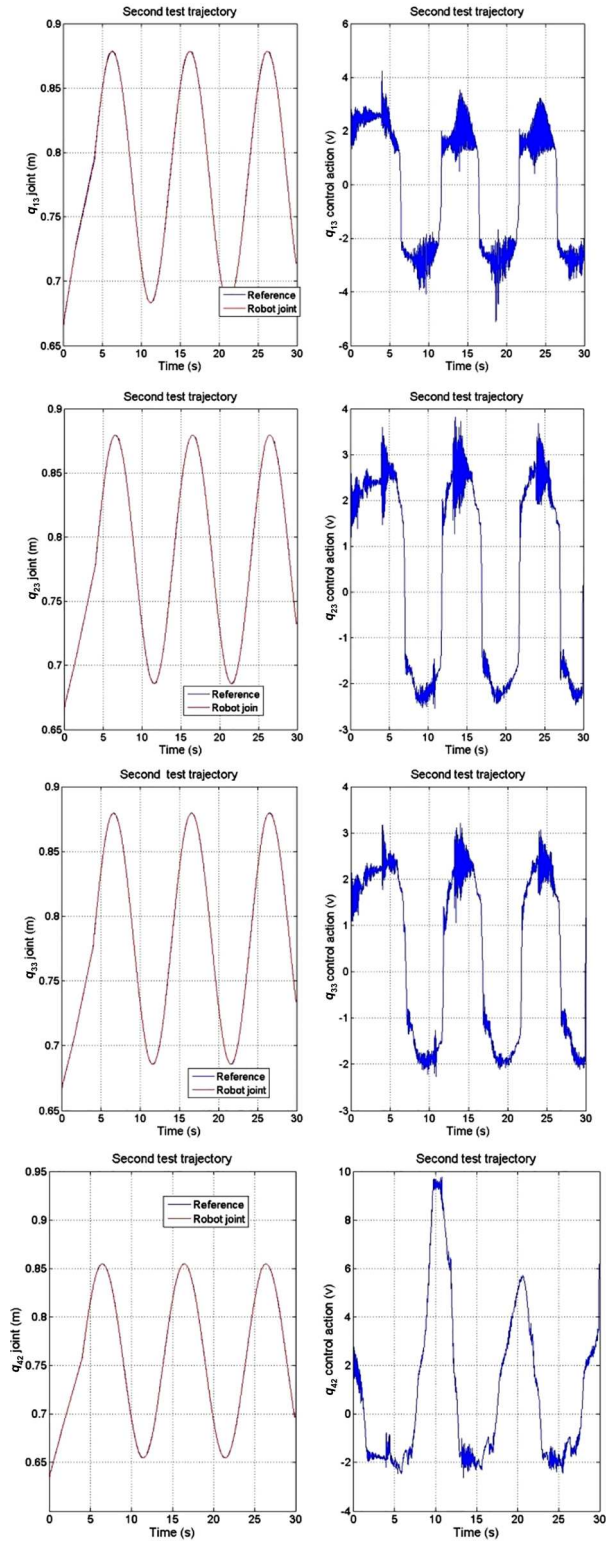 Second test trajectory
0.9
0.85
0.8
0.75
0.7
0.65
q13 joint (m)
Reference
Robot joint
0 5 10 15 20 25 30
Time (s)
Second test trajectory
6
4
2
0
-2
-4
-6
q13 control action (v)
0 5 10 15 20 25 30
Time (s)
Second test trajectory
0.9
0.85
0.8
0.75
0.7
0.65
q23 joint (m)
Reference
Robot join
0 5 10 15 20 25 30
Time (s)
Second test trajectory
4
3
2
1
0
-1
-2
-3
q23 control action (v)
0 5 10 15 20 25 30
Time (s)
Second test trajectory
0.9
0.85
0.8
0.75
0.7
0.65
q33 joint (m)
Reference
Robot joint
0 5 10 15 20 25 30
Time (s)
Second test trajectory
4
3
2
1
0
-1
-2
-3
q33 control action (v)
0 5 10 15 20 25 30
Time (s)
Second test trajectory
0.95
0.9
0.85
0.8
0.75
0.7
0.65
q42 joint (m)
Reference
Robot joint
0 5 10 15 20 25 30
Time (s)
Second test trajectory
10
8
6
4
2
0
-2
-4
q42 control action (v)
0 5 10 15 20 25 30
Time (s)